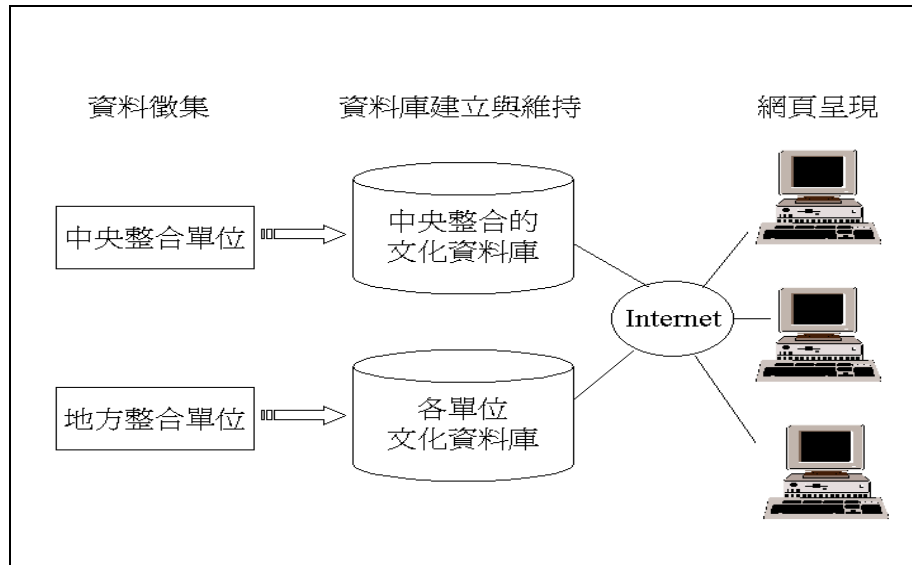 資料徵集
資料庫建立與維持
網頁呈現
中央整合單位
中央整合的
文化資料庫
Internet
地方整合單位
各單位
文化資料庫